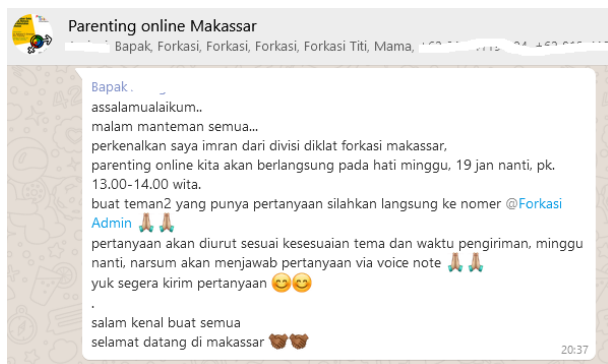 Parenting online Makassar
Bapak, Forkasi, Forkasi, Forkasi, Forkasi Titi, Mama,
Bapak
assalamualaikum..
malam manteman semua...
perkenalkan saya imran dari divisi diklat forkasi makassar,
parenting online kita akan berlangsung pada hati minggu, 19 jan nanti, pk.
13.00-14.00 wita.
buat teman2 yang punya pertanyaan silahkan langsung ke nomer @Forkasi
Admin 🙏🙏
pertanyaan akan diurut sesuai kesesuaian tema dan waktu pengiriman, minggu
nanti, narsum akan menjawab pertanyaan via voice note 🙏🙏
yuk segera kirim pertanyaan 😊😊
.
salam kenal buat semua
selamat datang di makassar 🤝🤝
20:37